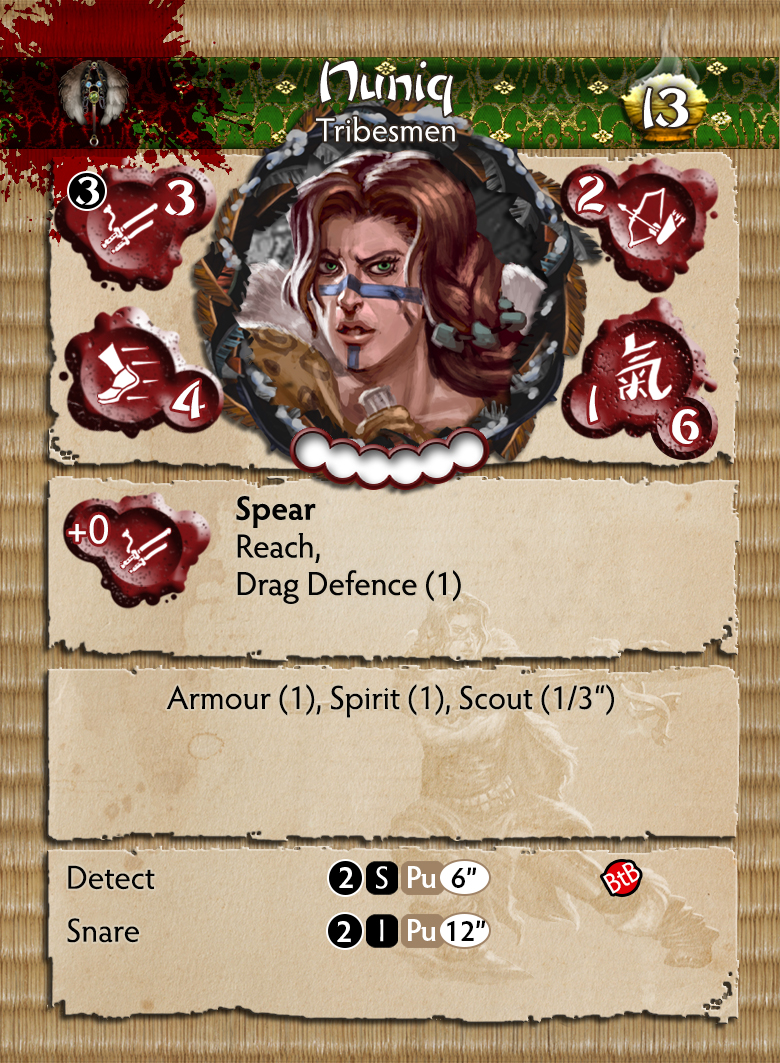 Nuniq
13
Tribesmen
3 3
2
4
氣
1 6
+0
Spear
Reach,
Drag Defence (1)
Armour (1), Spirit (1), Scout (1/3")
Detect 2 S Pu 6" BtB
Snare 2 I Pu 12"